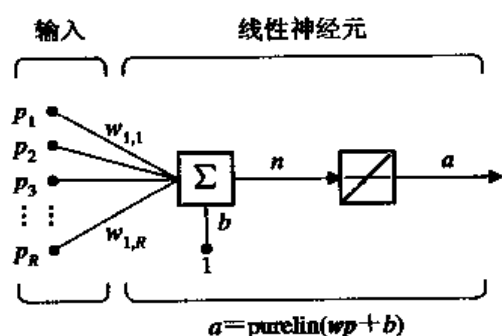 输入 线性神经元
p1
w1,1
p2
p3
⋮ ⋮
pR
w1,R
Σ
b
1
n
a
a=purelin(wp+b)